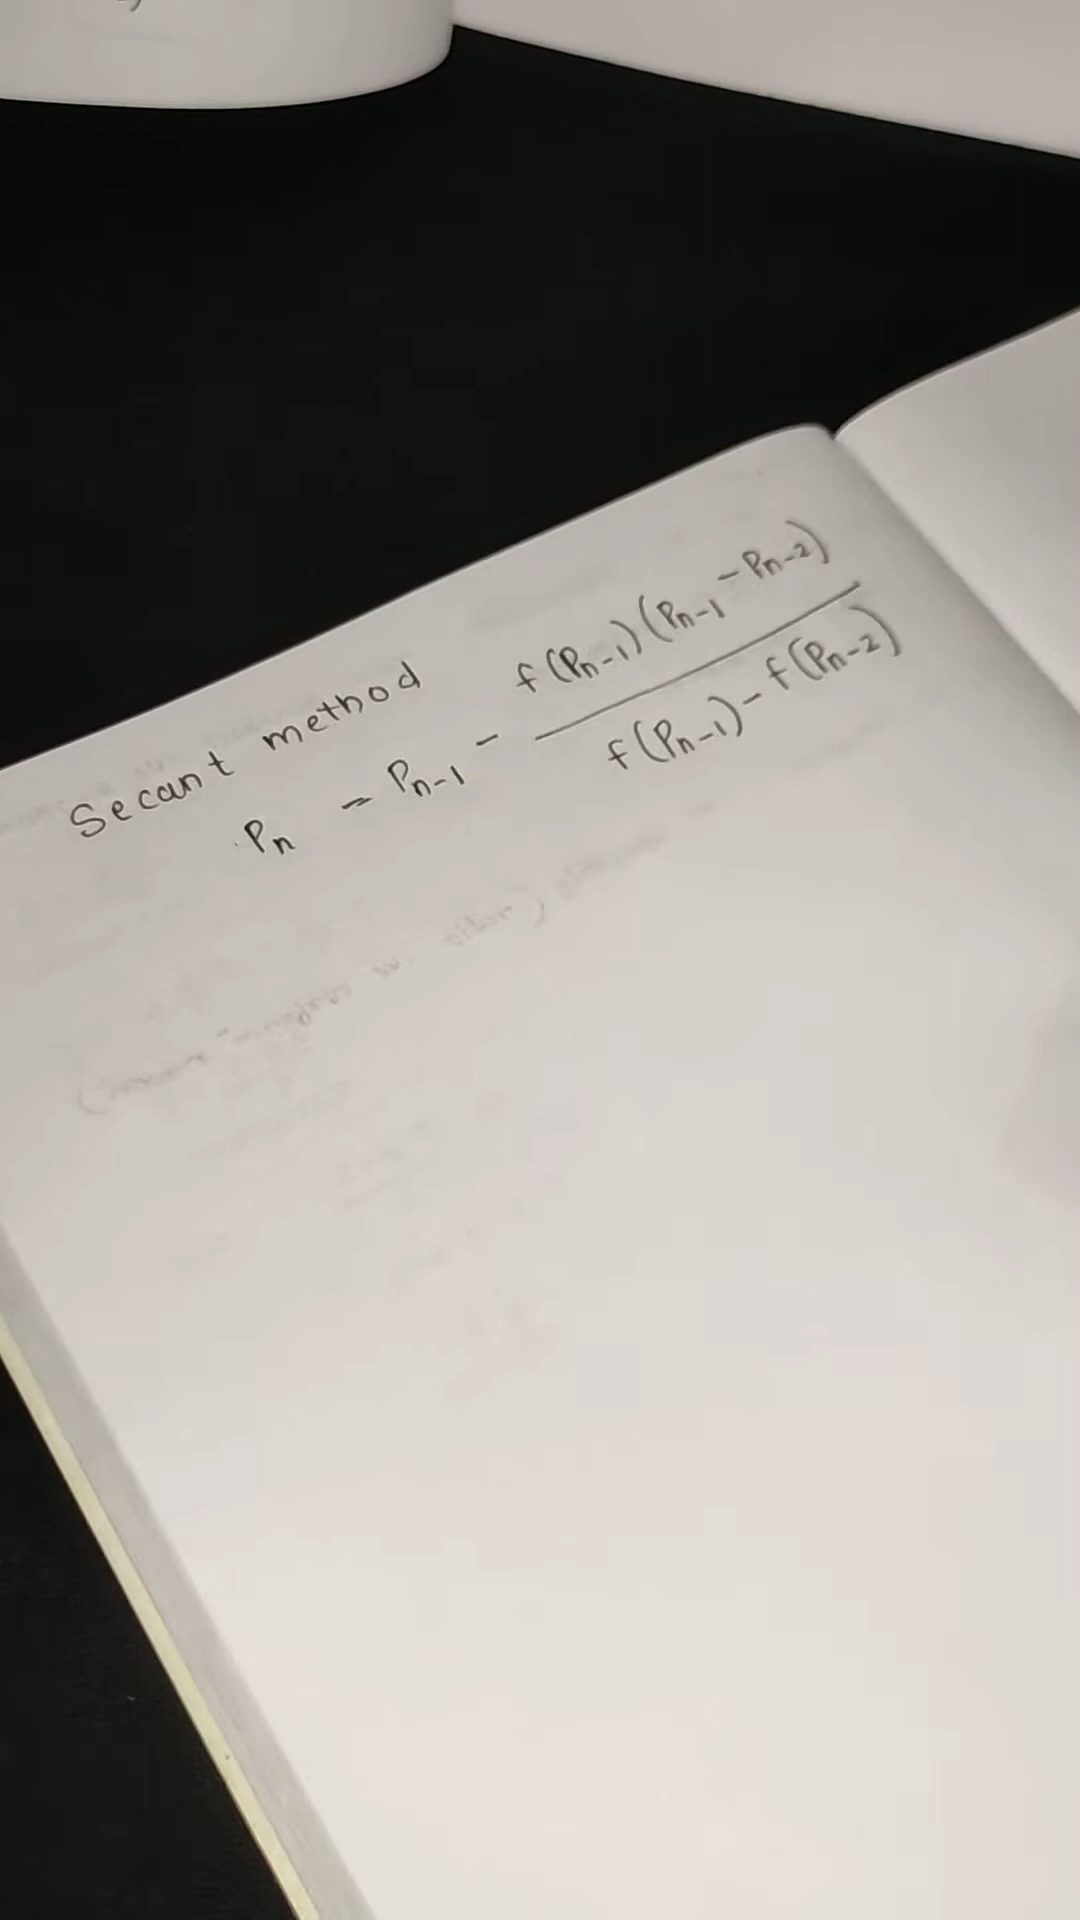 Secant method
Pn = Pn-1 - f(Pn-1)(Pn-1 - Pn-2) / f(Pn-1) - f(Pn-2)